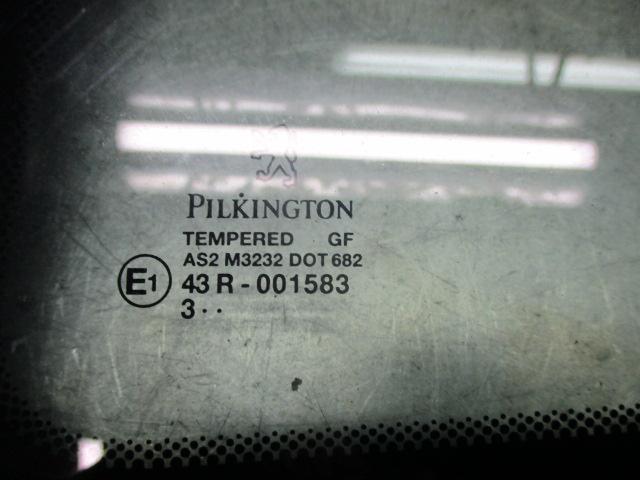 PILKINGTON
TEMPERED GF
AS2 M3232 DOT 682
E1 43 R - 001583
3 · ·